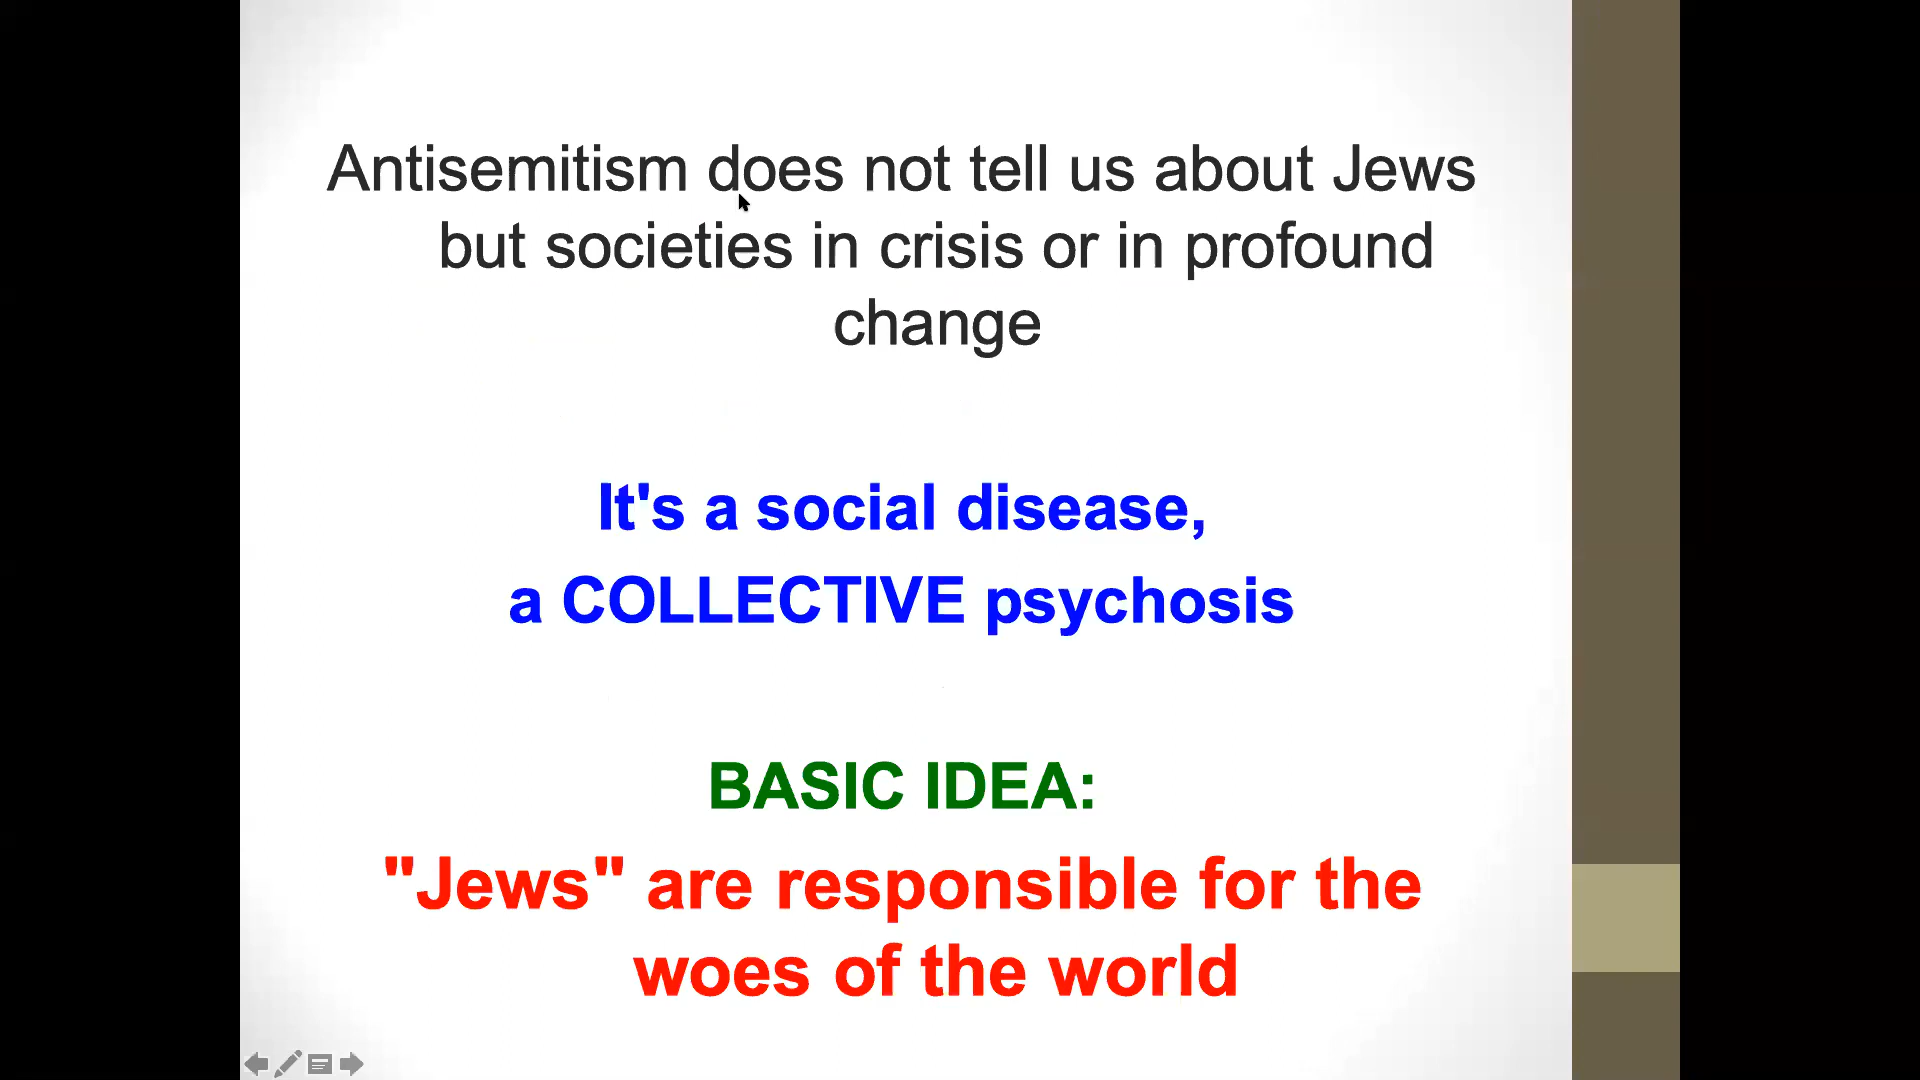 Antisemitism does not tell us about Jews
but societies in crisis or in profound
change
It's a social disease,
a COLLECTIVE psychosis
BASIC IDEA:
"Jews" are responsible for the
woes of the world